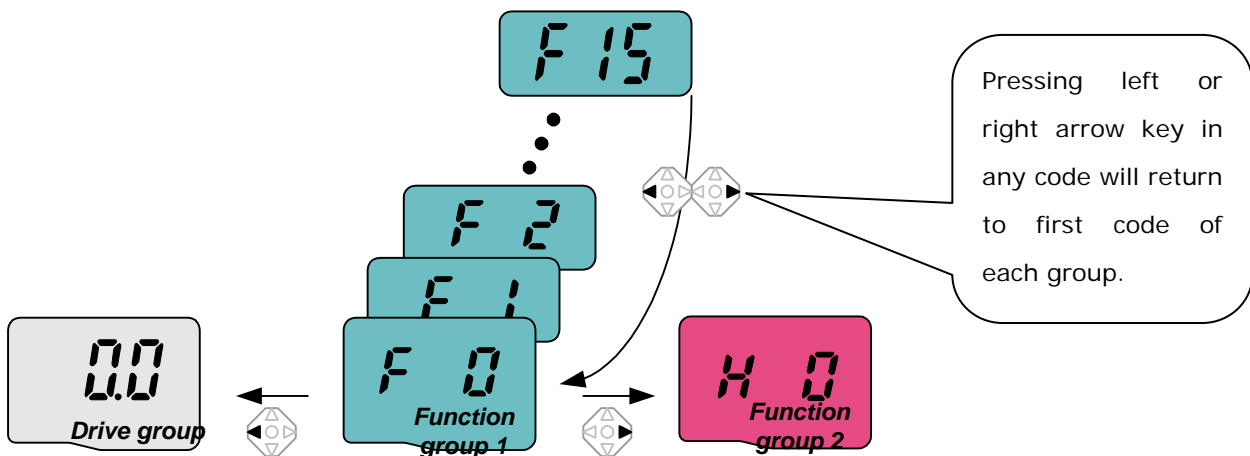 F 15
Pressing left or
right arrow key in
any code will return
to first code of
each group.
F 2
F 1
F 0
Function
group 1
0.0
Drive group
H 0
Function
group 2